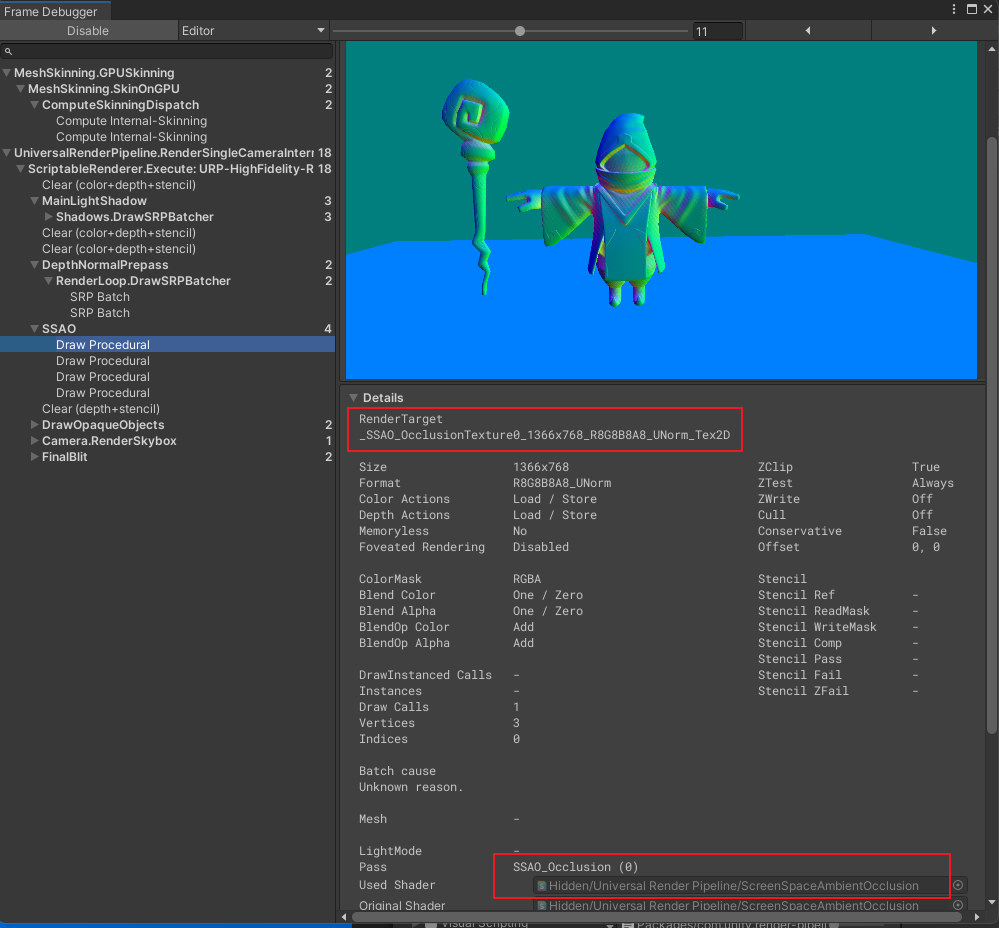 Frame Debugger
Disable
Editor
11
MeshSkinning.GPUSkinning 2
MeshSkinning.SkinOnGPU 2
ComputeSkinningDispatch 2
Compute Internal-Skinning
Compute Internal-Skinning
UniversalRenderPipeline.RenderSingleCameraInterr 18
ScriptableRenderer.Execute: URP-HighFidelity-R 18
Clear (color+depth+stencil)
MainLightShadow 3
Shadows.DrawSRPBatcher 3
Clear (color+depth+stencil)
Clear (color+depth+stencil)
DepthNormalPrepass 2
RenderLoop.DrawSRPBatcher 2
SRP Batch
SRP Batch
SSAO 4
Draw Procedural
Draw Procedural
Draw Procedural
Draw Procedural
Clear (depth+stencil)
DrawOpaqueObjects 2
Camera.RenderSkybox 1
FinalBlit 2
Details
RenderTarget
_SSAO_OcclusionTexture0_1366x768_R8G8B8A8_UNorm_Tex2D
Size 1366x768 ZClip True
Format R8G8B8A8_UNorm ZTest Always
Color Actions Load / Store ZWrite Off
Depth Actions Load / Store Cull Off
Memoryless No Conservative False
Foveated Rendering Disabled Offset 0, 0
ColorMask RGBA Stencil
Blend Color One / Zero Stencil Ref -
Blend Alpha One / Zero Stencil ReadMask -
BlendOp Color Add Stencil WriteMask -
BlendOp Alpha Add Stencil Comp -
Stencil Pass -
DrawInstanced Calls - Stencil Fail -
Instances - Stencil ZFail -
Draw Calls 1
Vertices 3
Indices 0
Batch cause
Unknown reason.
Mesh -
LightMode -
Pass SSAO_Occlusion (0)
Used Shader Hidden/Universal Render Pipeline/ScreenSpaceAmbientOcclusion
Original Shader Hidden/Universal Render Pipeline/ScreenSpaceAmbientOcclusion
Visual Scripting Packages/com.unity.render-pipeli